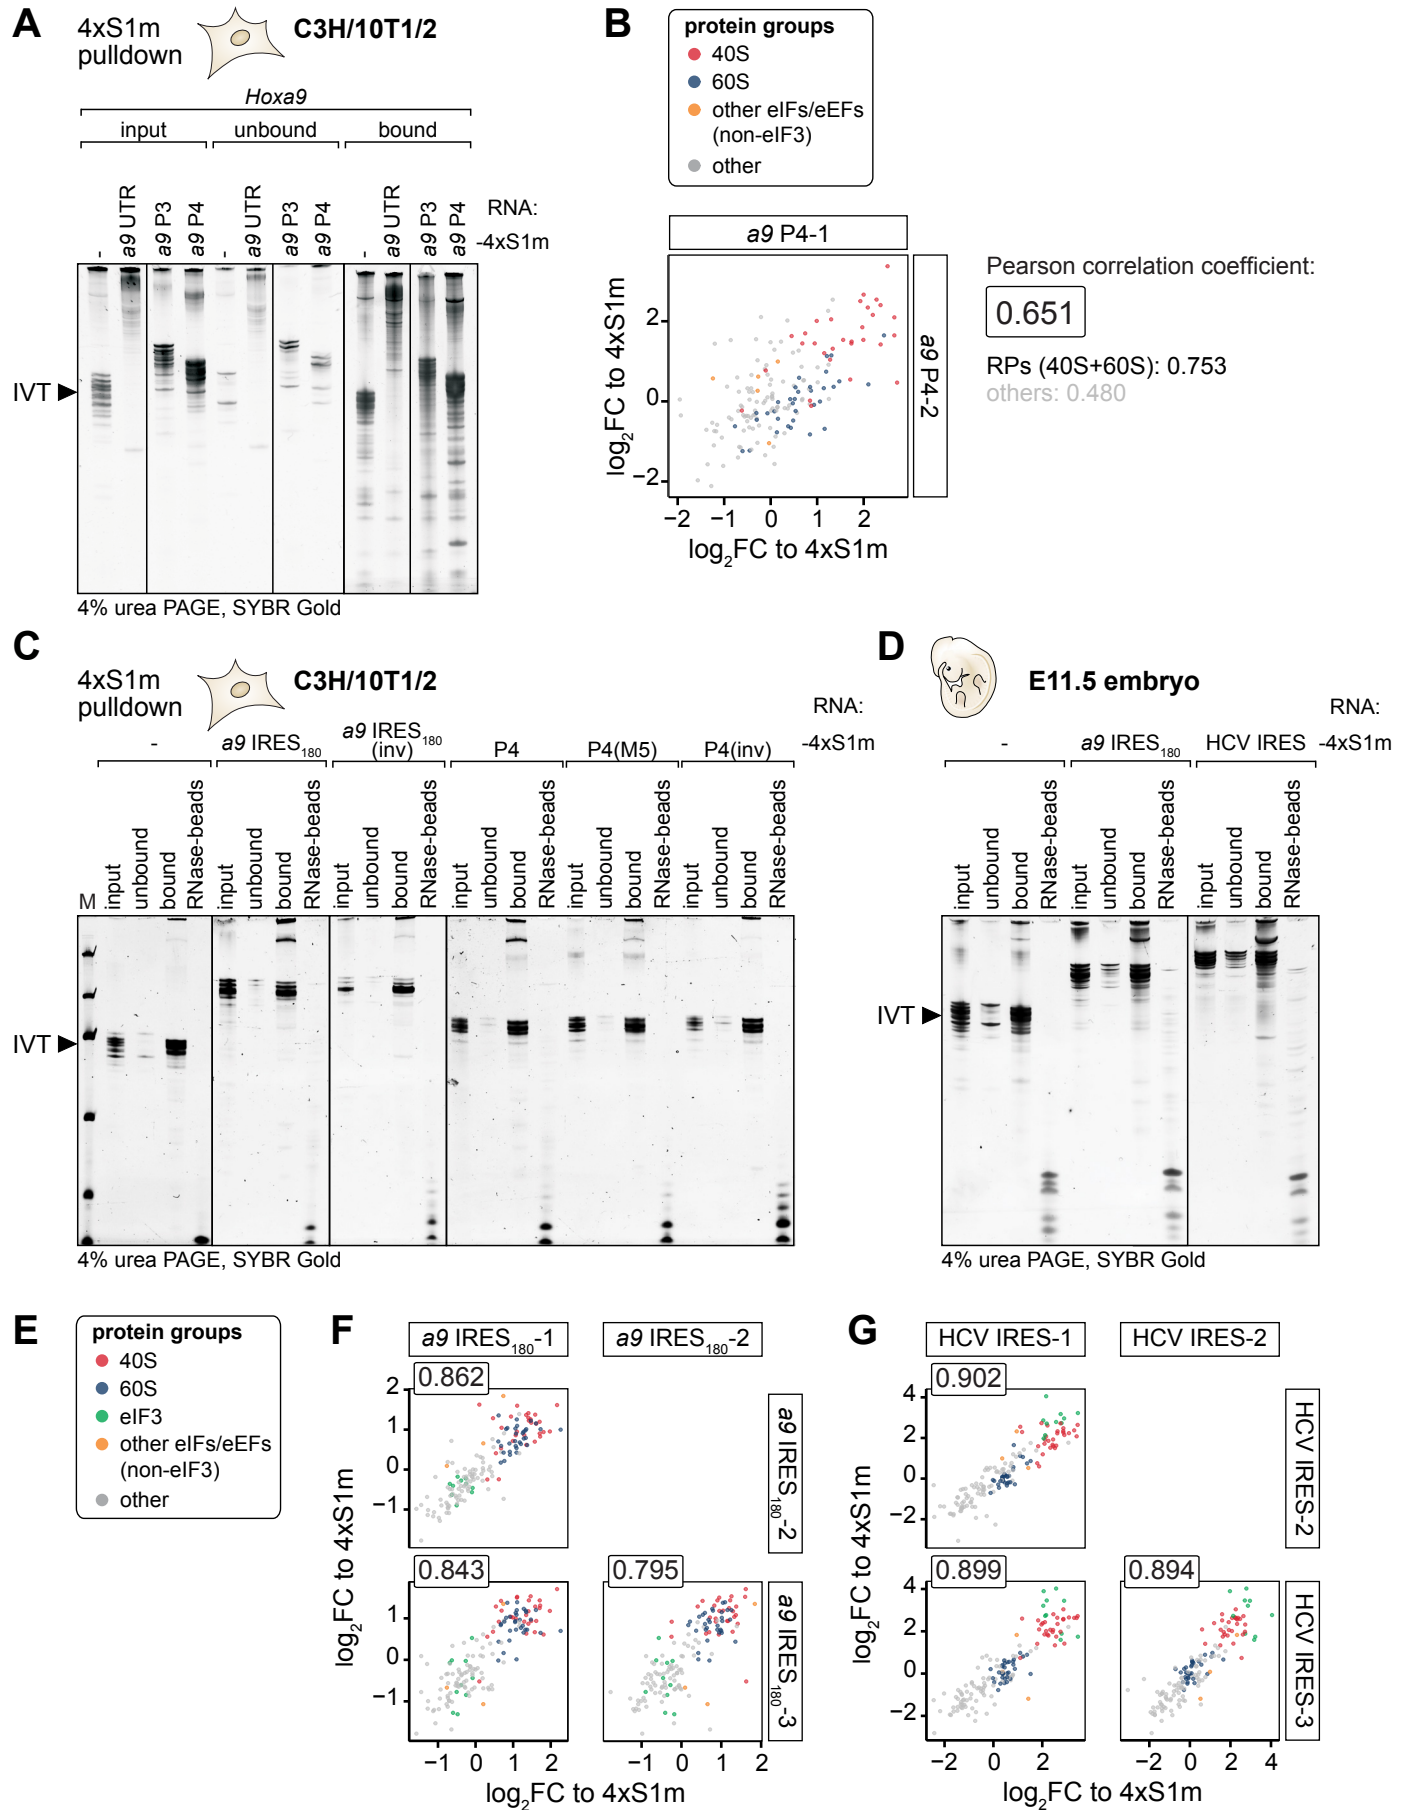 A
4xS1m
pulldown
C3H/10T1/2
Hoxa9
input unbound bound
- a9 UTR a9 P3 a9 P4 - a9 UTR a9 P3 a9 P4 - a9 UTR a9 P3 a9 P4
RNA:
-4xS1m
IVT
4% urea PAGE, SYBR Gold
B
protein groups
40S
60S
other eIFs/eEFs
(non-eIF3)
other
a9 P4-1
a9 P4-2
log2FC to 4xS1m
2
0
−2
−2 −1 0 1 2
log2FC to 4xS1m
Pearson correlation coefficient:
0.651
RPs (40S+60S): 0.753
others: 0.480
C
4xS1m
pulldown
C3H/10T1/2
RNA:
-4xS1m
- a9 IRES180 a9 IRES180 (inv) P4 P4(M5) P4(inv)
M input unbound bound RNase-beads input unbound bound RNase-beads input unbound bound RNase-beads input unbound bound RNase-beads input unbound bound RNase-beads input unbound bound RNase-beads
IVT
4% urea PAGE, SYBR Gold
D
E11.5 embryo
RNA:
-4xS1m
- a9 IRES180 HCV IRES
input unbound bound RNase-beads input unbound bound RNase-beads input unbound bound RNase-beads
IVT
4% urea PAGE, SYBR Gold
E
protein groups
40S
60S
eIF3
other eIFs/eEFs
(non-eIF3)
other
F
a9 IRES180-1 a9 IRES180-2
0.862
2
1
0
−1
a9 IRES180-2
0.843 0.795
1
0
−1
a9 IRES180-3
log2FC to 4xS1m
−1 0 1 2 −1 0 1 2
log2FC to 4xS1m
G
HCV IRES-1 HCV IRES-2
0.902
4
2
0
−2
HCV IRES-2
0.899 0.894
4
2
0
−2
HCV IRES-3
log2FC to 4xS1m
−2 0 2 −2 0 2 4
log2FC to 4xS1m